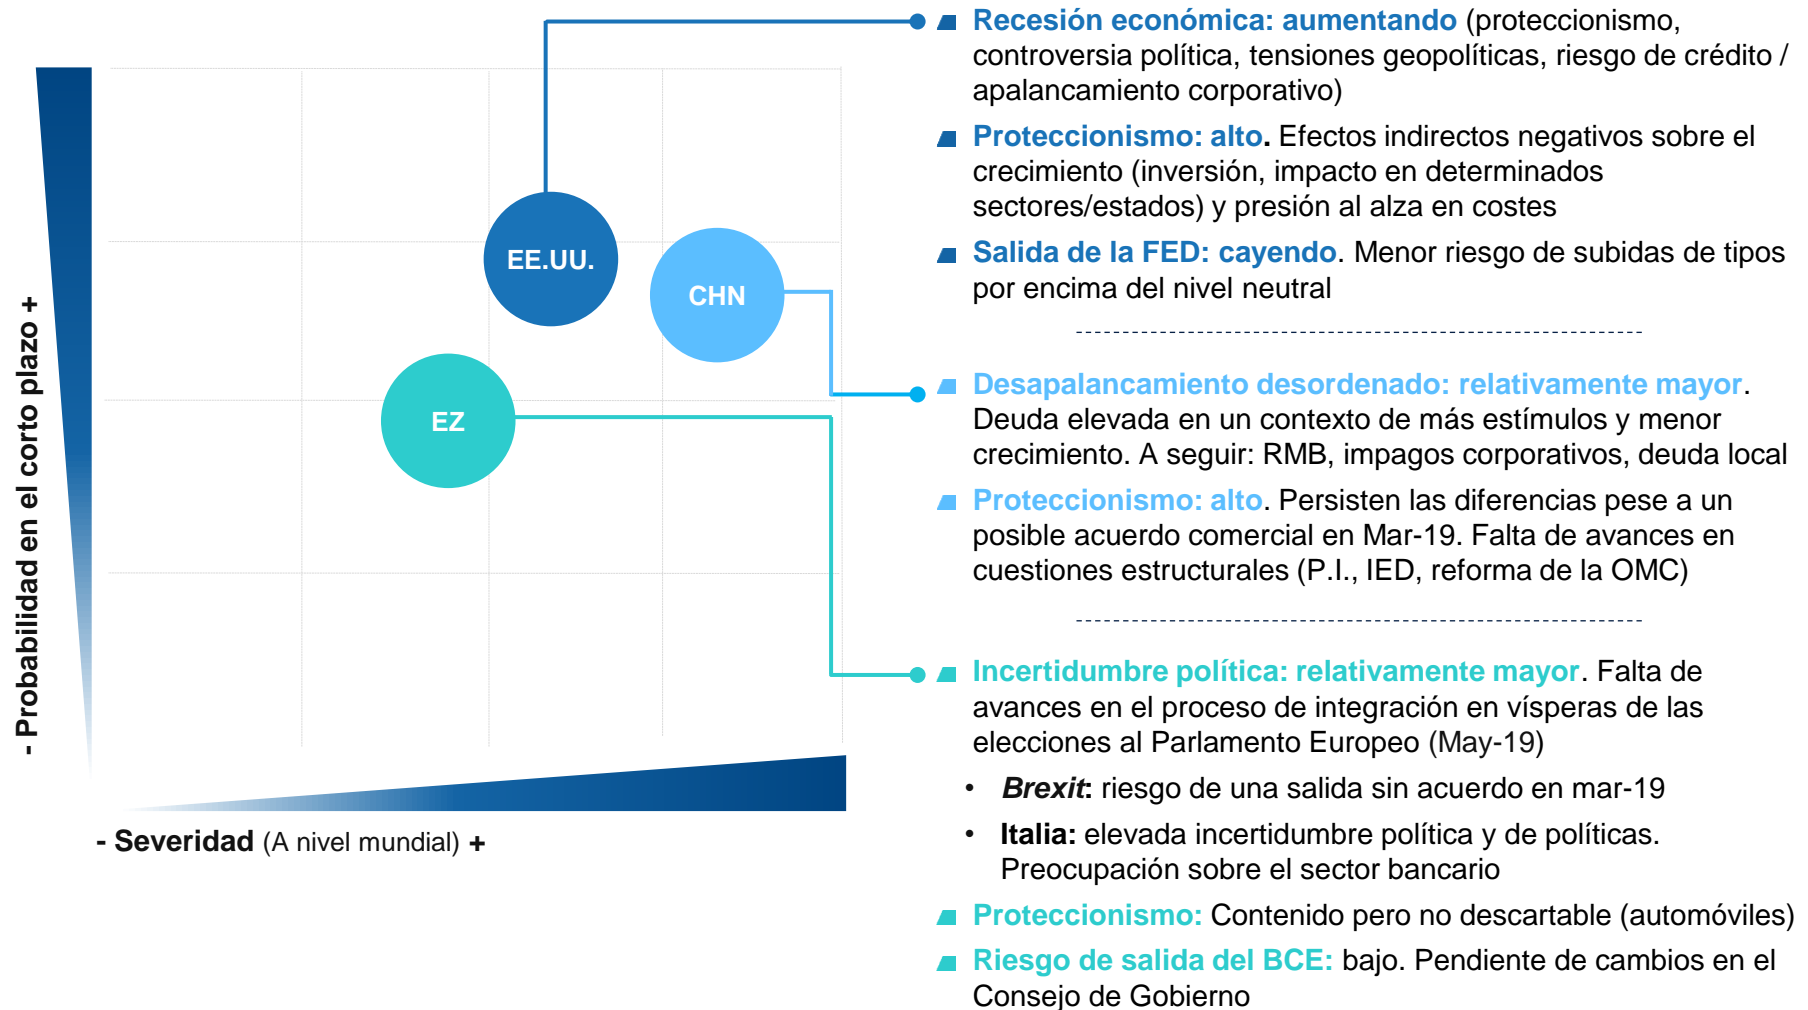 - Probabilidad en el corto plazo +
EE.UU.
CHN
EZ
- Severidad (A nivel mundial) +
Recesión económica: aumentando (proteccionismo,
controversia política, tensiones geopolíticas, riesgo de crédito /
apalancamiento corporativo)
Proteccionismo: alto. Efectos indirectos negativos sobre el
crecimiento (inversión, impacto en determinados
sectores/estados) y presión al alza en costes
Salida de la FED: cayendo. Menor riesgo de subidas de tipos
por encima del nivel neutral
Desapalancamiento desordenado: relativamente mayor.
Deuda elevada en un contexto de más estímulos y menor
crecimiento. A seguir: RMB, impagos corporativos, deuda local
Proteccionismo: alto. Persisten las diferencias pese a un
posible acuerdo comercial en Mar-19. Falta de avances en
cuestiones estructurales (P.I., IED, reforma de la OMC)
Incertidumbre política: relativamente mayor. Falta de
avances en el proceso de integración en vísperas de las
elecciones al Parlamento Europeo (May-19)
• Brexit: riesgo de una salida sin acuerdo en mar-19
• Italia: elevada incertidumbre política y de políticas.
Preocupación sobre el sector bancario
Proteccionismo: Contenido pero no descartable (automóviles)
Riesgo de salida del BCE: bajo. Pendiente de cambios en el
Consejo de Gobierno